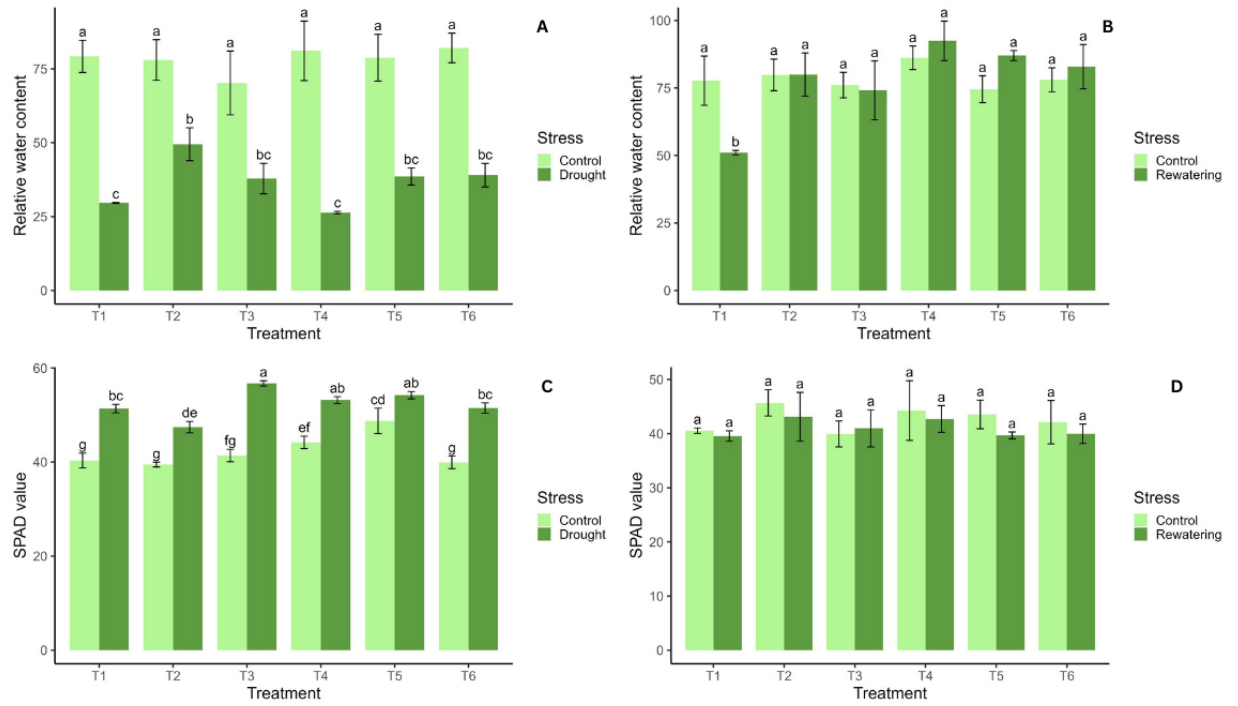 A
Relative water content
75
50
25
0
a a a a a a
c b bc c bc bc
T1 T2 T3 T4 T5 T6
Treatment
Stress
Control
Drought
B
Relative water content
100
75
50
25
0
a a a a a a
b a a a a a
T1 T2 T3 T4 T5 T6
Treatment
Stress
Control
Rewatering
C
SPAD value
60
40
20
0
g g fg ef cd g
bc de a ab ab bc
T1 T2 T3 T4 T5 T6
Treatment
Stress
Control
Drought
D
SPAD value
50
40
30
20
10
0
a a a a a a
a a a a a a
T1 T2 T3 T4 T5 T6
Treatment
Stress
Control
Rewatering